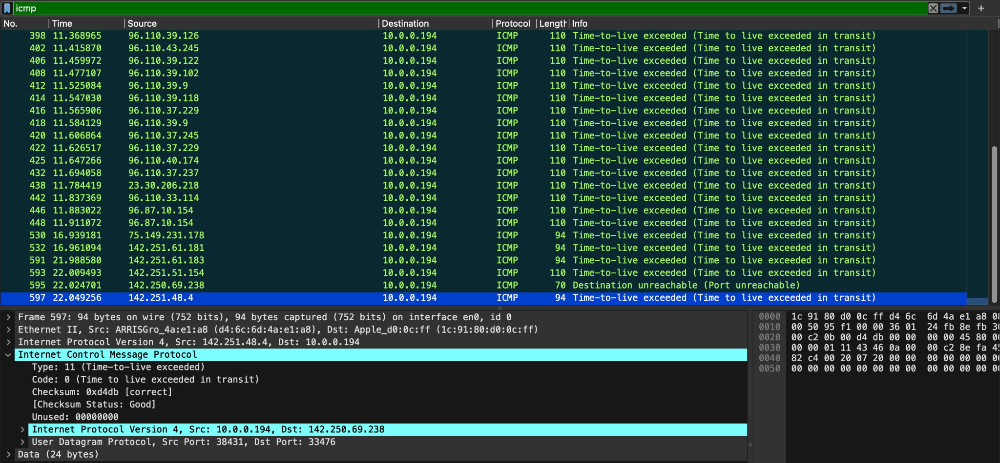 icmp
No. Time Source Destination Protocol Length Info
398 11.368965 96.110.39.126 10.0.0.194 ICMP 110 Time-to-live exceeded (Time to live exceeded in transit)
402 11.415870 96.110.43.245 10.0.0.194 ICMP 110 Time-to-live exceeded (Time to live exceeded in transit)
406 11.459972 96.110.39.122 10.0.0.194 ICMP 110 Time-to-live exceeded (Time to live exceeded in transit)
408 11.477107 96.110.39.102 10.0.0.194 ICMP 110 Time-to-live exceeded (Time to live exceeded in transit)
412 11.525084 96.110.39.9 10.0.0.194 ICMP 110 Time-to-live exceeded (Time to live exceeded in transit)
414 11.547030 96.110.39.118 10.0.0.194 ICMP 110 Time-to-live exceeded (Time to live exceeded in transit)
416 11.565906 96.110.37.229 10.0.0.194 ICMP 110 Time-to-live exceeded (Time to live exceeded in transit)
418 11.584129 96.110.39.9 10.0.0.194 ICMP 110 Time-to-live exceeded (Time to live exceeded in transit)
420 11.606864 96.110.37.245 10.0.0.194 ICMP 110 Time-to-live exceeded (Time to live exceeded in transit)
422 11.626517 96.110.37.229 10.0.0.194 ICMP 110 Time-to-live exceeded (Time to live exceeded in transit)
425 11.647266 96.110.40.174 10.0.0.194 ICMP 110 Time-to-live exceeded (Time to live exceeded in transit)
432 11.694058 96.110.37.237 10.0.0.194 ICMP 110 Time-to-live exceeded (Time to live exceeded in transit)
438 11.784419 23.30.206.218 10.0.0.194 ICMP 110 Time-to-live exceeded (Time to live exceeded in transit)
442 11.837369 96.110.33.114 10.0.0.194 ICMP 110 Time-to-live exceeded (Time to live exceeded in transit)
446 11.883022 96.87.10.154 10.0.0.194 ICMP 110 Time-to-live exceeded (Time to live exceeded in transit)
448 11.911072 96.87.10.154 10.0.0.194 ICMP 110 Time-to-live exceeded (Time to live exceeded in transit)
530 16.939181 75.149.231.178 10.0.0.194 ICMP 94 Time-to-live exceeded (Time to live exceeded in transit)
532 16.961094 142.251.61.181 10.0.0.194 ICMP 94 Time-to-live exceeded (Time to live exceeded in transit)
591 21.988580 142.251.61.183 10.0.0.194 ICMP 94 Time-to-live exceeded (Time to live exceeded in transit)
593 22.009493 142.251.51.154 10.0.0.194 ICMP 110 Time-to-live exceeded (Time to live exceeded in transit)
595 22.024701 142.250.69.238 10.0.0.194 ICMP 70 Destination unreachable (Port unreachable)
597 22.049256 142.251.48.4 10.0.0.194 ICMP 94 Time-to-live exceeded (Time to live exceeded in transit)
Frame 597: 94 bytes on wire (752 bits), 94 bytes captured (752 bits) on interface en0, id 0
Ethernet II, Src: ARRISGro_4a:e1:a8 (d4:6c:6d:4a:e1:a8), Dst: Apple_d0:0c:ff (1c:91:80:d0:0c:ff)
Internet Protocol Version 4, Src: 142.251.48.4, Dst: 10.0.0.194
Internet Control Message Protocol
Type: 11 (Time-to-live exceeded)
Code: 0 (Time to live exceeded in transit)
Checksum: 0xd4db [correct]
[Checksum Status: Good]
Unused: 00000000
Internet Protocol Version 4, Src: 10.0.0.194, Dst: 142.250.69.238
User Datagram Protocol, Src Port: 38431, Dst Port: 33476
Data (24 bytes)
0000 1c 91 80 d0 0c ff d4 6c 6d 4a e1 a8
0010 00 50 95 f1 00 00 36 01 24 fb 8e fb
0020 00 c2 0b 00 d4 db 00 00 00 00 45 80
0030 00 00 01 11 43 46 0a 00 00 c2 8e fa
0040 82 c4 00 20 07 20 00 00 00 00 00 00
0050 00 00 00 00 00 00 00 00 00 00 00 00